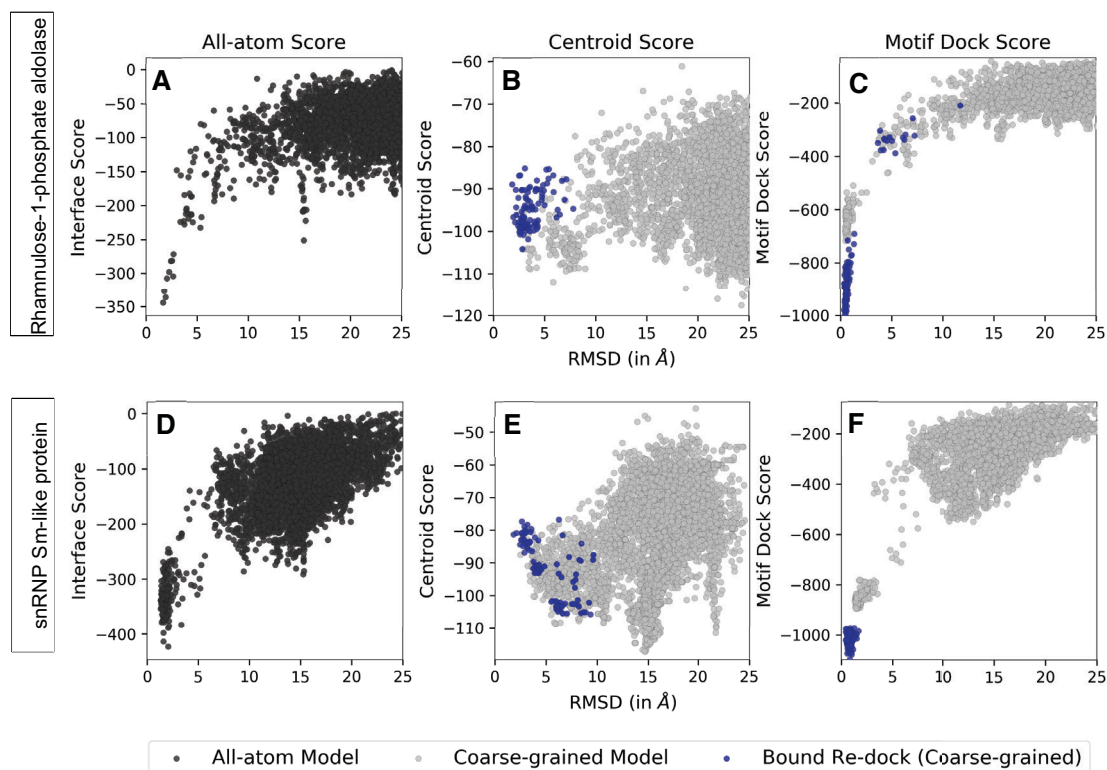 Rhammulose-1-phosphate aldolase
All-atom Score
Centroid Score
Motif Dock Score
A
B
C
Interface Score
0
−50
−100
−150
−200
−250
−300
−350
0 5 10 15 20 25
Centroid Score
−60
−70
−80
−90
−100
−110
−120
0 5 10 15 20 25
RMSD (in Å)
Motif Dock Score
−200
−400
−600
−800
−1000
0 5 10 15 20 25
snRNP Sm-like protein
D
E
F
Interface Score
0
−100
−200
−300
−400
0 5 10 15 20 25
Centroid Score
−50
−60
−70
−80
−90
−100
−110
0 5 10 15 20 25
RMSD (in Å)
Motif Dock Score
−200
−400
−600
−800
−1000
0 5 10 15 20 25
All-atom Model
Coarse-grained Model
Bound Re-dock (Coarse-grained)